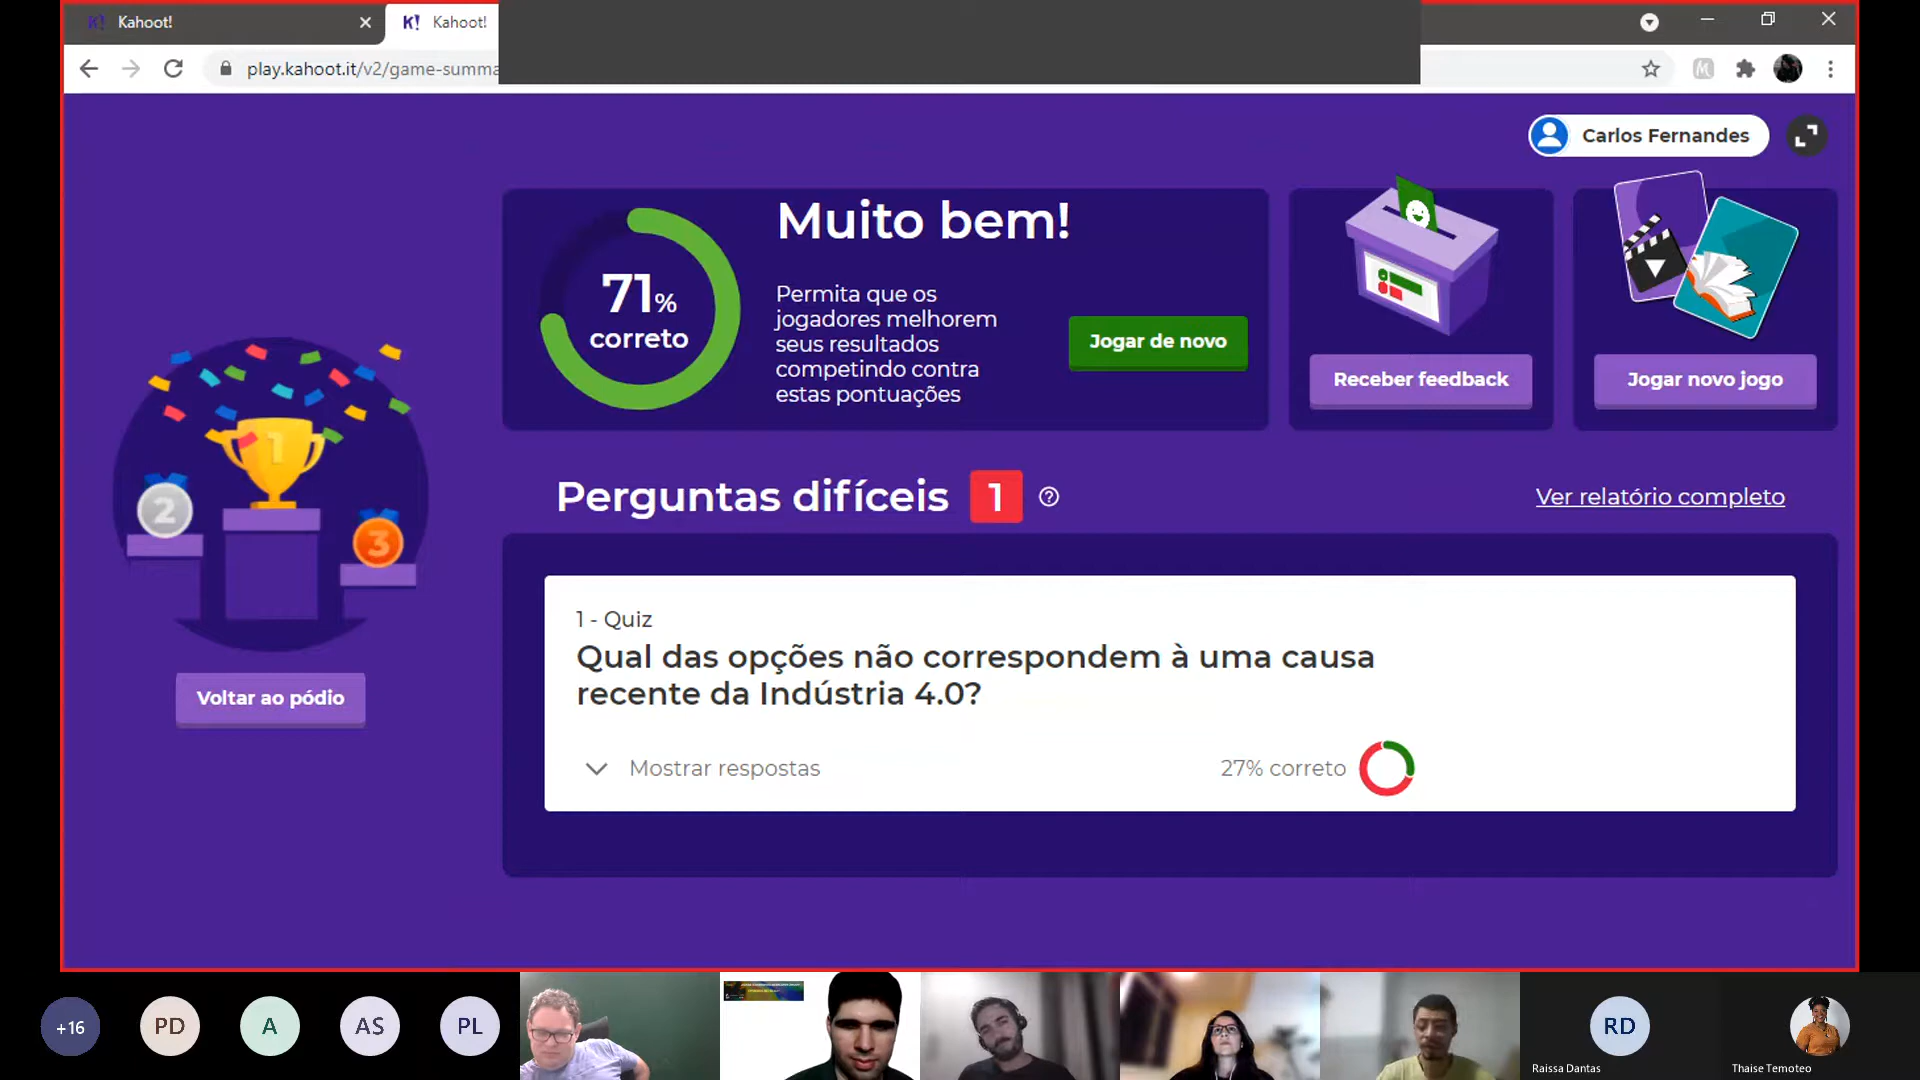 Kahoot!
Kahoot!
play.kahoot.it/v2/game-summa
Carlos Fernandes
71%
correto
Muito bem!
Permita que os
jogadores melhorem
seus resultados
competindo contra
estas pontuações
Jogar de novo
Receber feedback
Jogar novo jogo
1
2
3
Voltar ao pódio
Perguntas difíceis 1
Ver relatório completo
1 - Quiz
Qual das opções não correspondem à uma causa
recente da Indústria 4.0?
Mostrar respostas
27% correto
+16
PD
A
AS
PL
RD
Raissa Dantas
Thaise Temoteo